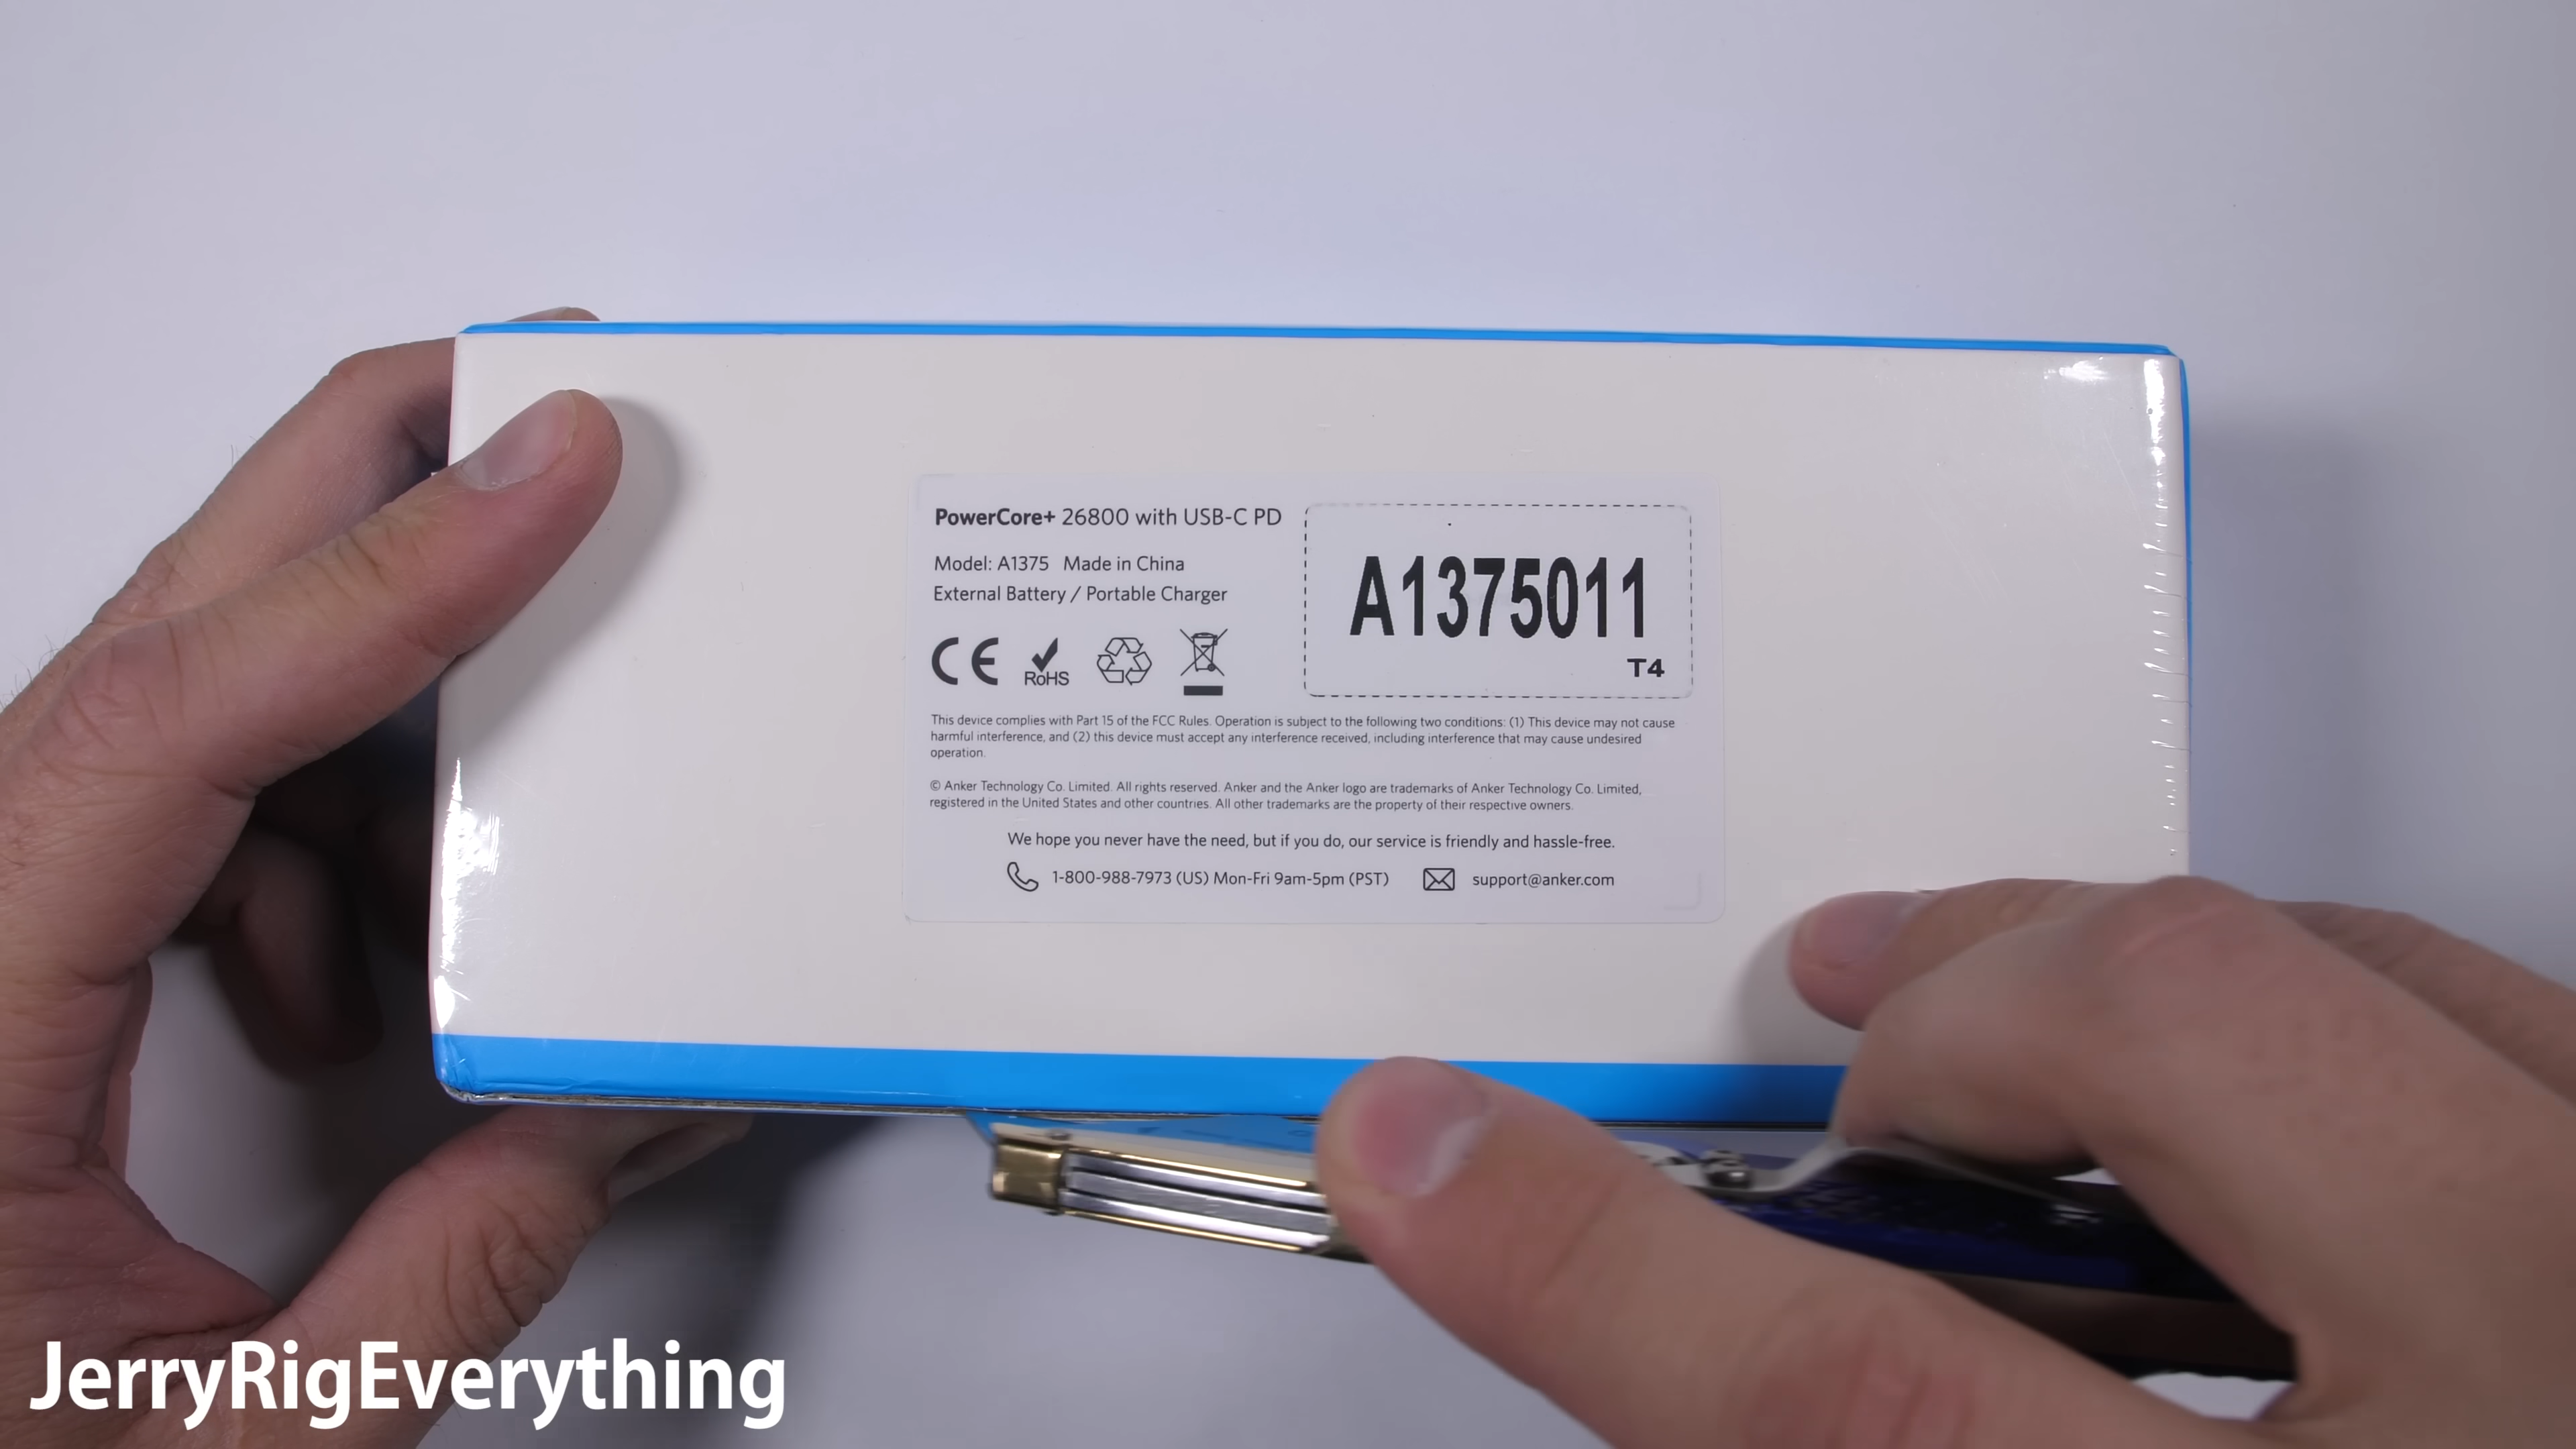 PowerCore+ 26800 with USB-C PD
Model: A1375 Made in China
External Battery / Portable Charger
A1375011
T4
CE
RoHS
This device complies with Part 15 of the FCC Rules. Operation is subject to the following two conditions: (1) This device may not cause
harmful interference, and (2) this device must accept any interference received, including interference that may cause undesired
operation.
© Anker Technology Co. Limited. All rights reserved. Anker and the Anker logo are trademarks of Anker Technology Co. Limited,
registered in the United States and other countries. All other trademarks are the property of their respective owners.
We hope you never have the need, but if you do, our service is friendly and hassle-free.
1-800-988-7973 (US) Mon-Fri 9am-5pm (PST) support@anker.com
JerryRigEverything